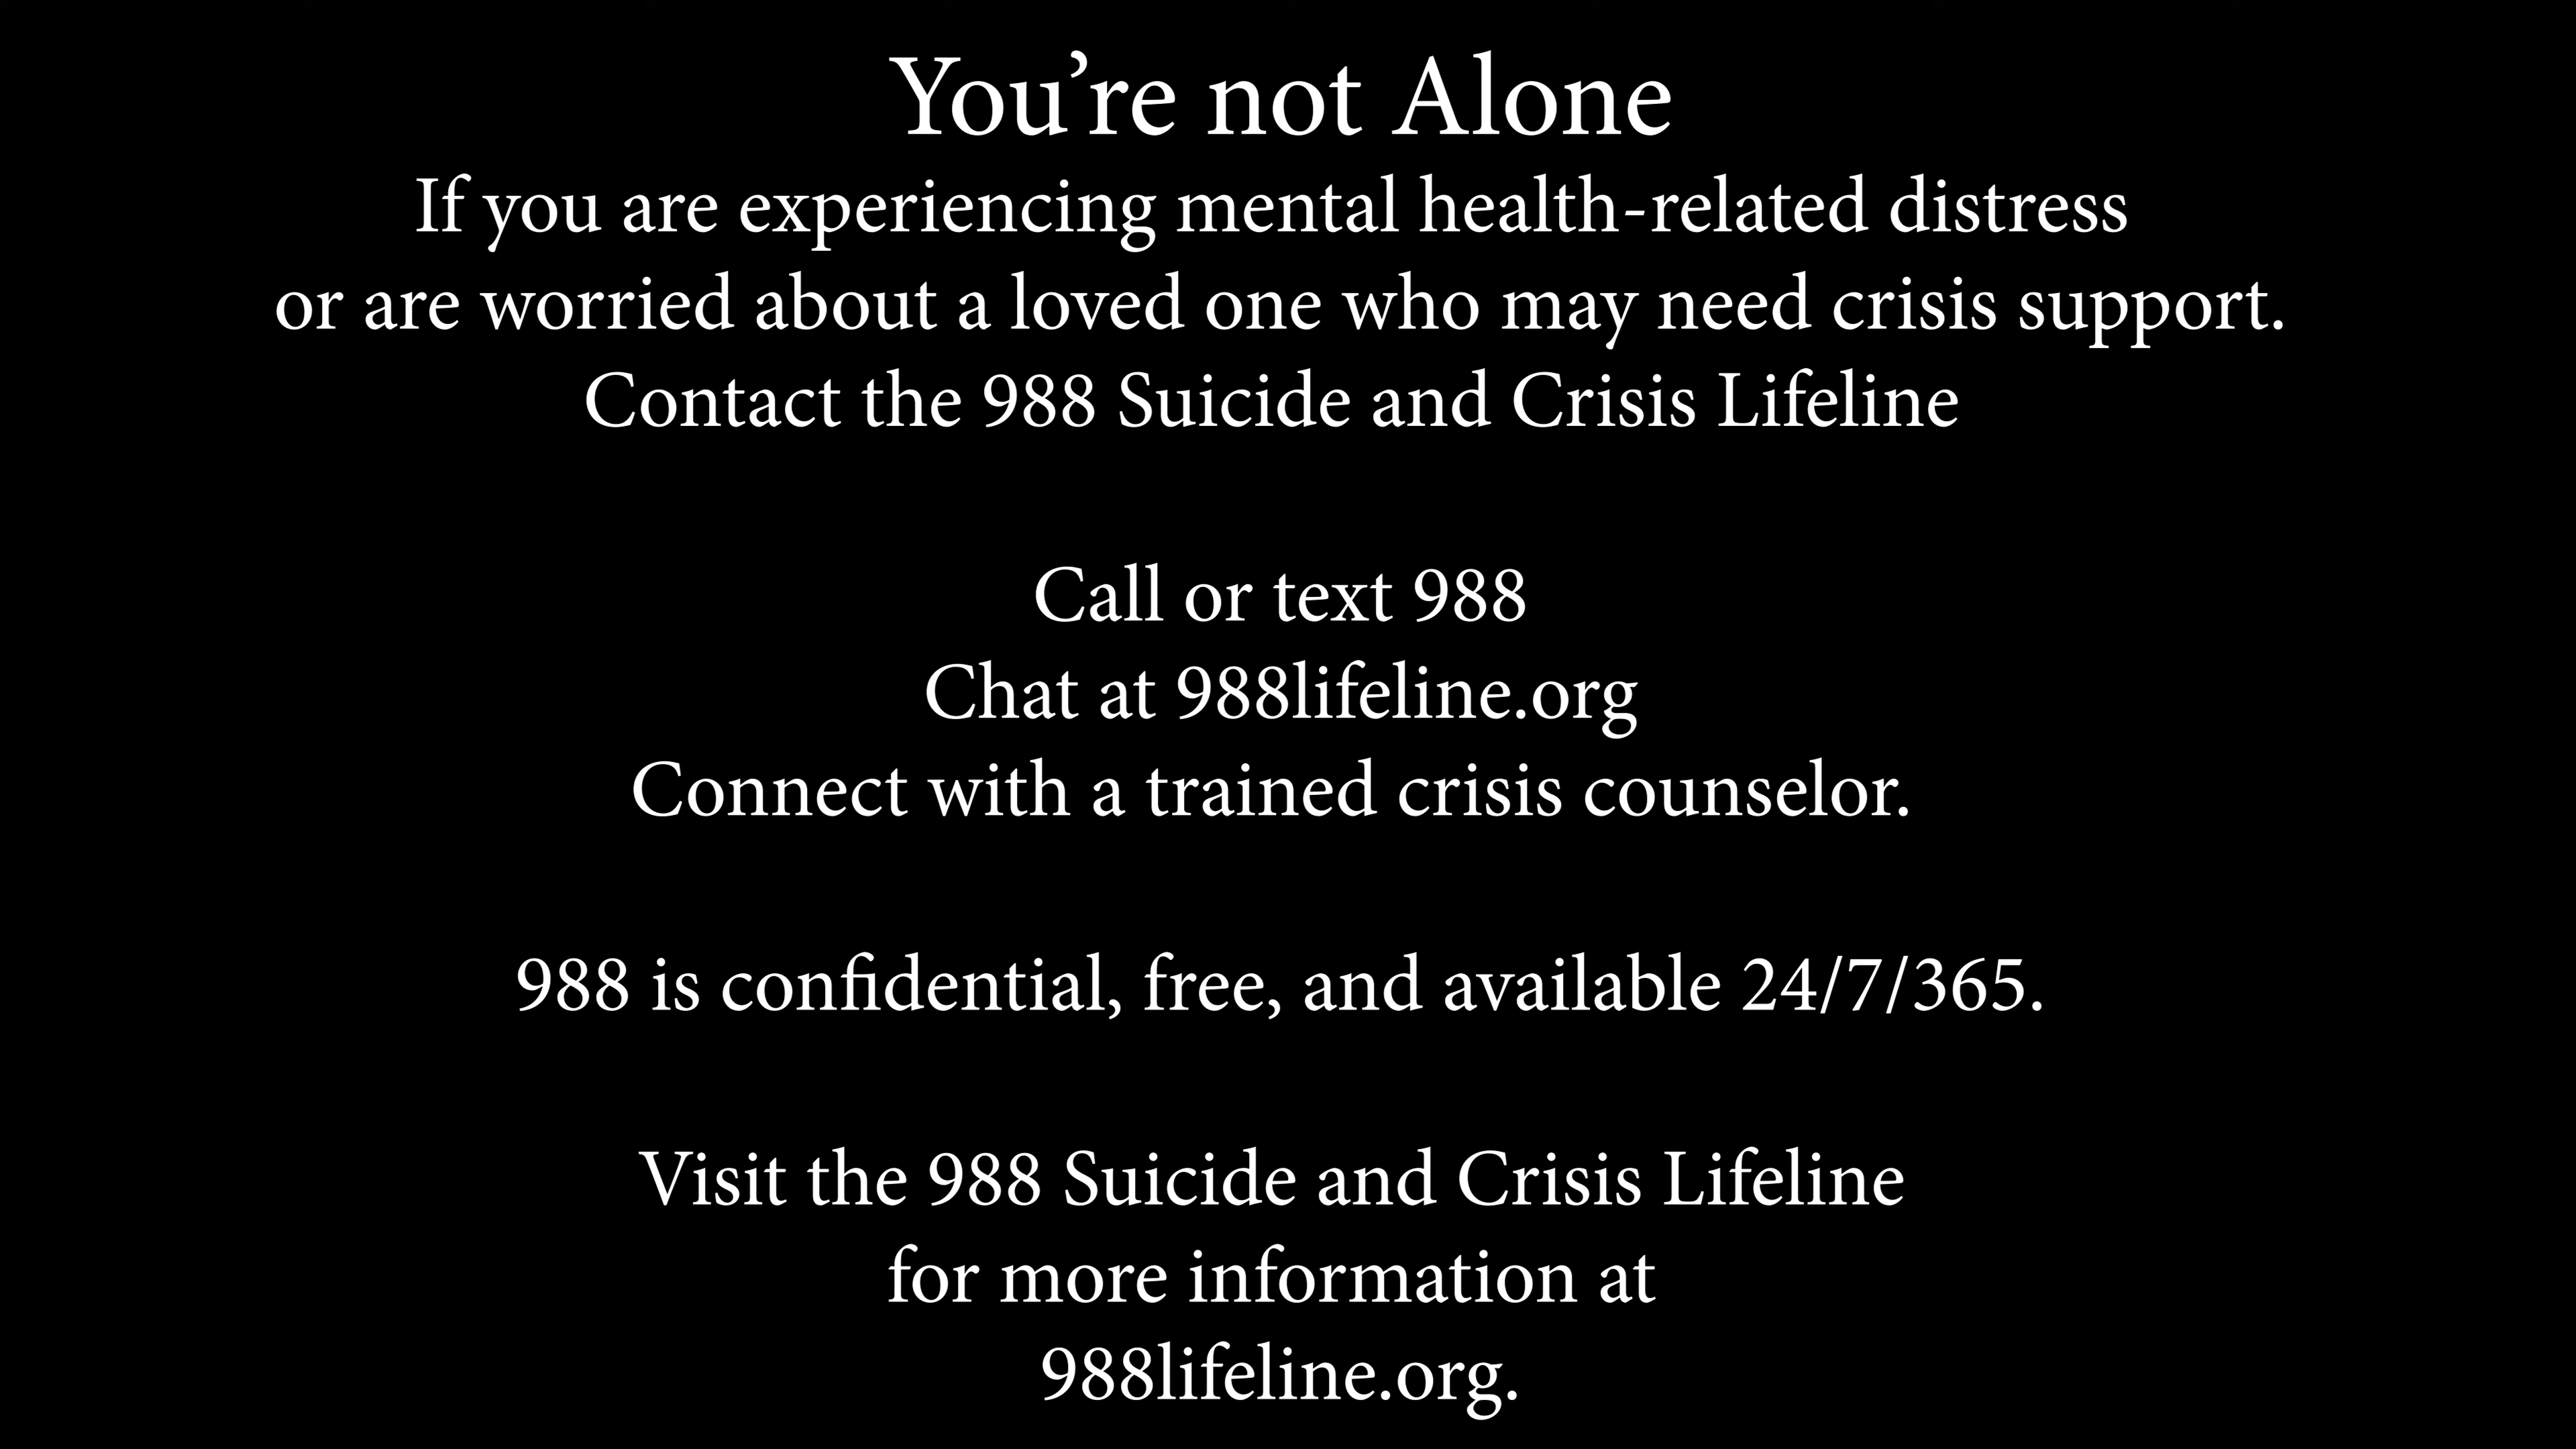 You’re not Alone
If you are experiencing mental health-related distress
or are worried about a loved one who may need crisis support.
Contact the 988 Suicide and Crisis Lifeline
Call or text 988
Chat at 988lifeline.org
Connect with a trained crisis counselor.
988 is confidential, free, and available 24/7/365.
Visit the 988 Suicide and Crisis Lifeline
for more information at
988lifeline.org.